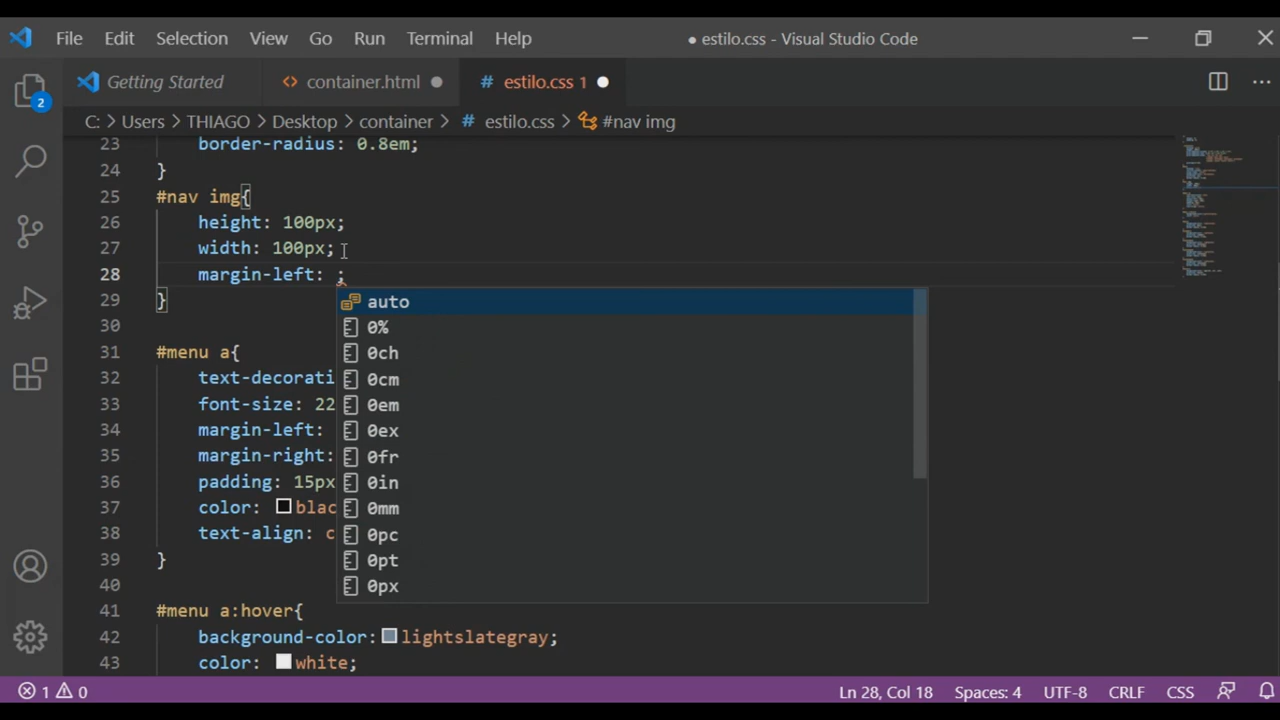 File Edit Selection View Go Run Terminal Help ● estilo.css - Visual Studio Code
Getting Started container.html ● # estilo.css 1 ●
C: > Users > THIAGO > Desktop > container > # estilo.css > #nav img
2
23 border-radius: 0.8em;
24 }
25 #nav img{
26 height: 100px;
27 width: 100px;
28 margin-left: ;
29 }
auto
0%
0ch
0cm
0em
0ex
0fr
0in
0mm
0pc
0pt
0px
30
31 #menu a{
32 text-decorati
33 font-size: 22
34 margin-left:
35 margin-right:
36 padding: 15px
37 color: blac
38 text-align: c
39 }
40
41 #menu a:hover{
42 background-color: lightslategray;
43 color: white;
1 0 Ln 28, Col 18 Spaces: 4 UTF-8 CRLF CSS